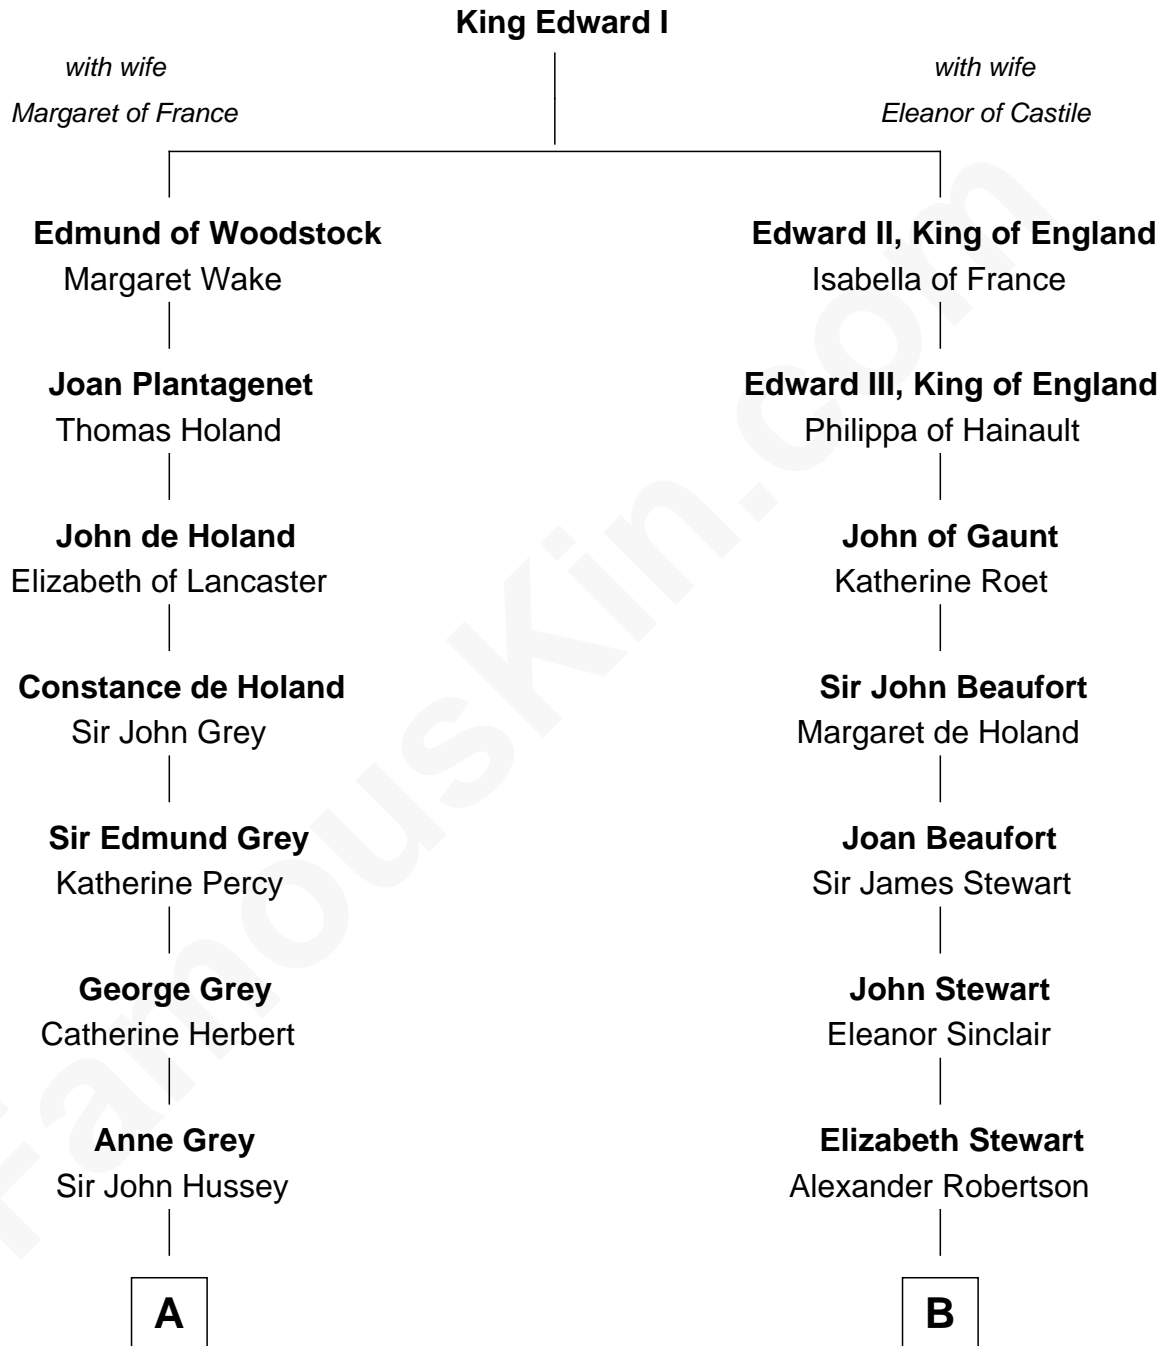 King Edward I
with wife
Margaret of France
with wife
Eleanor of Castile
Edmund of Woodstock
Margaret Wake
Edward II, King of England
Isabella of France
Joan Plantagenet
Thomas Holand
Edward III, King of England
Philippa of Hainault
John de Holand
Elizabeth of Lancaster
John of Gaunt
Katherine Roet
Constance de Holand
Sir John Grey
Sir John Beaufort
Margaret de Holand
Sir Edmund Grey
Katherine Percy
Joan Beaufort
Sir James Stewart
George Grey
Catherine Herbert
John Stewart
Eleanor Sinclair
Anne Grey
Sir John Hussey
Elizabeth Stewart
Alexander Robertson
A
B
FamousKin.com